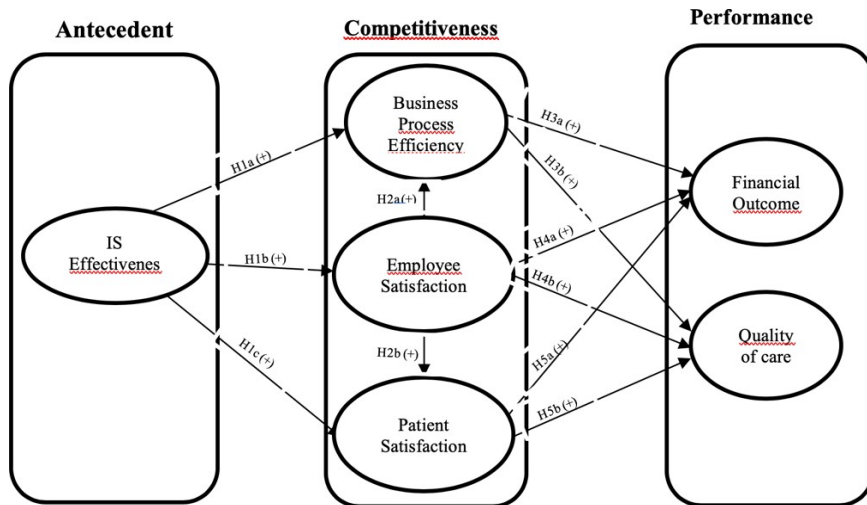 Antecedent
Competitiveness
Performance
Business
Process
Efficiency
H1a (+)
H3a (+)
H3b (+)
H2a(+)
Financial
Outcome
IS
Effectivenes
H1b (+)
Employee
Satisfaction
H4a (+)
H4b (+)
H2b(+)
H1c (+)
H5a (+)
Quality
of care
Patient
Satisfaction
H5b (+)